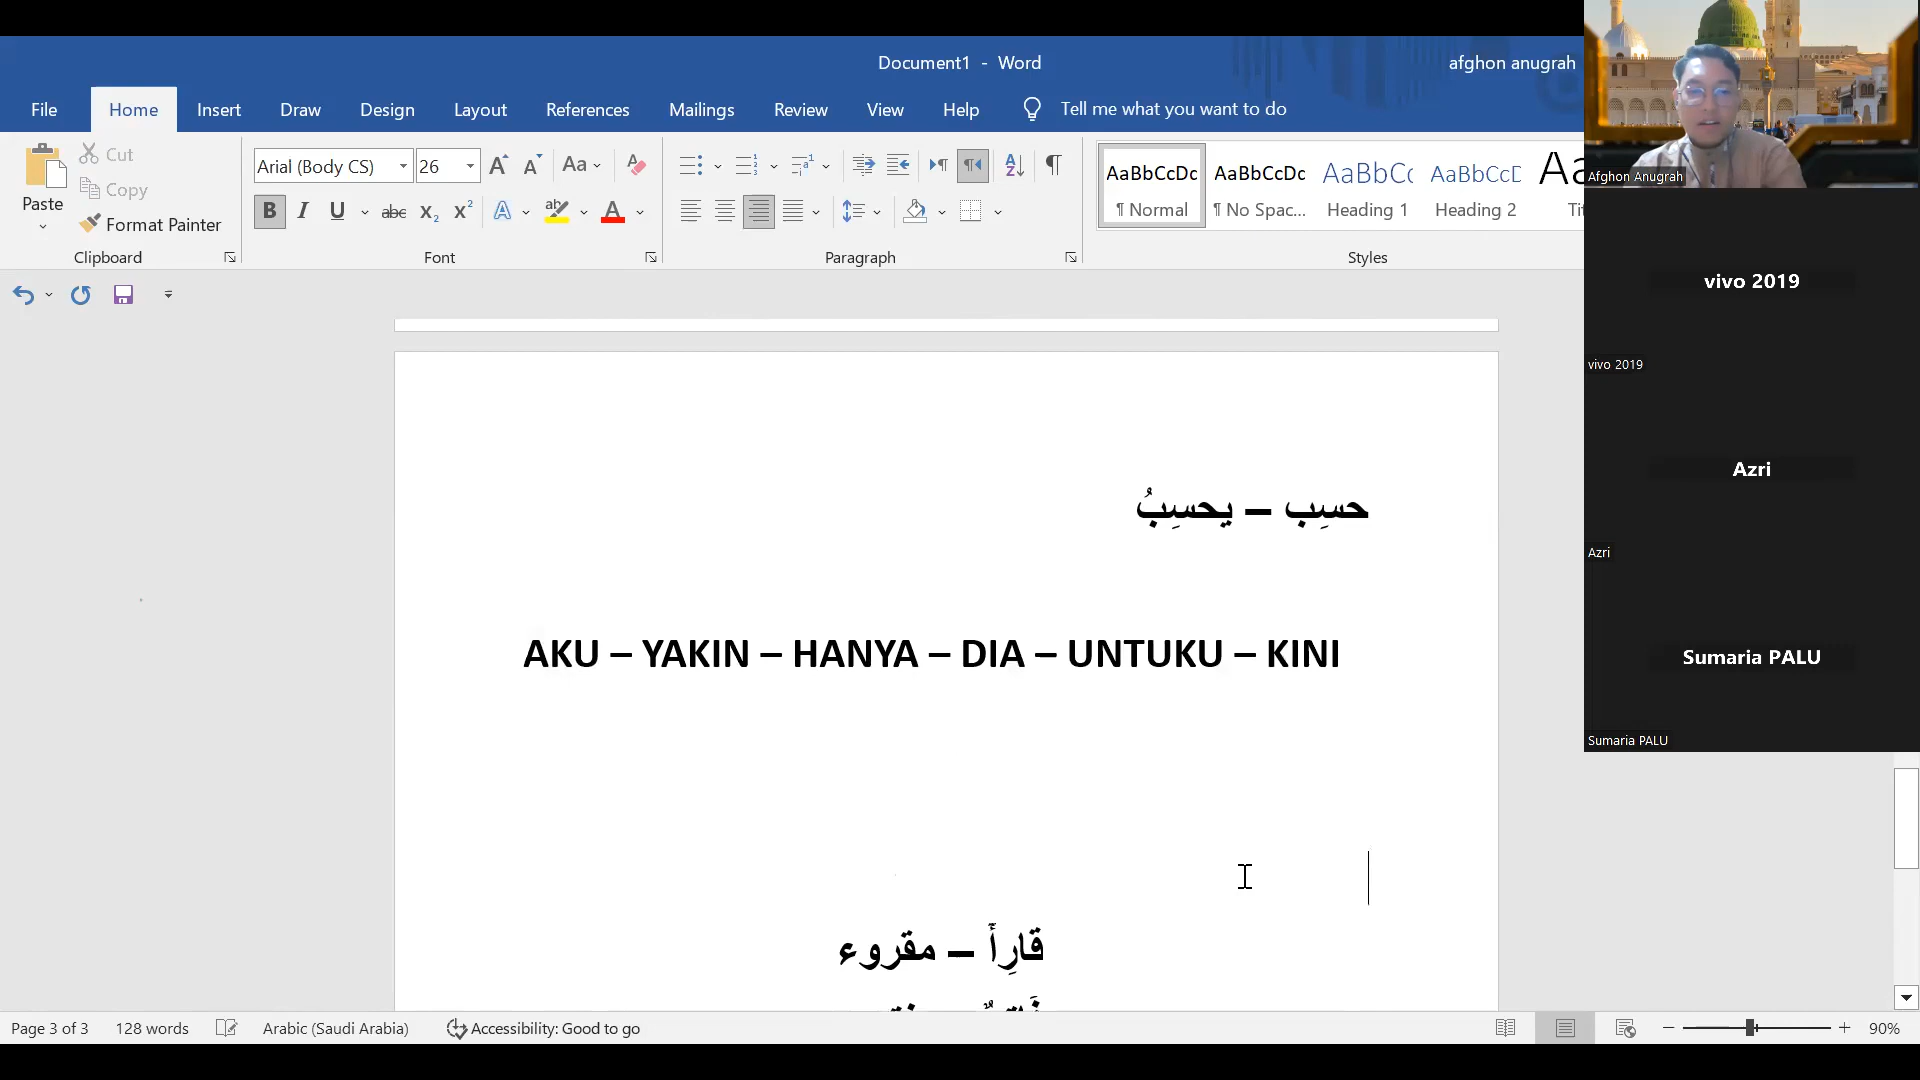 Document1 - Word
afghon anugrah
File Home Insert Draw Design Layout References Mailings Review View Help Tell me what you want to do
Paste
Cut
Copy
Format Painter
Clipboard
Arial (Body CS) 26
Font
Paragraph
AaBbCcDc AaBbCcDc AaBbCc AaBbCcC
¶ Normal ¶ No Spac... Heading 1 Heading 2
Styles
Afghon Anugrah
vivo 2019
vivo 2019
Azri
Azri
Sumaria PALU
Sumaria PALU
حسِب – يحسِبُ
AKU – YAKIN – HANYA – DIA – UNTUKU – KINI
قارِأ – مقروء
Page 3 of 3 128 words Arabic (Saudi Arabia) Accessibility: Good to go 90%